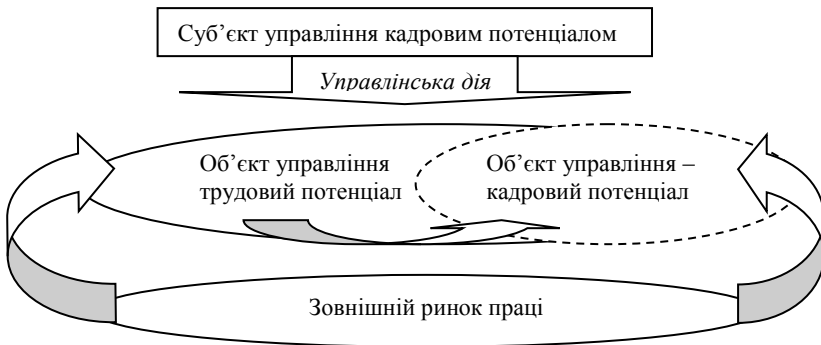 Суб’єкт управління кадровим потенціалом
Управлінська дія
Об’єкт управління
трудовий потенціал
Об’єкт управління –
кадровий потенціал
Зовнішній ринок праці